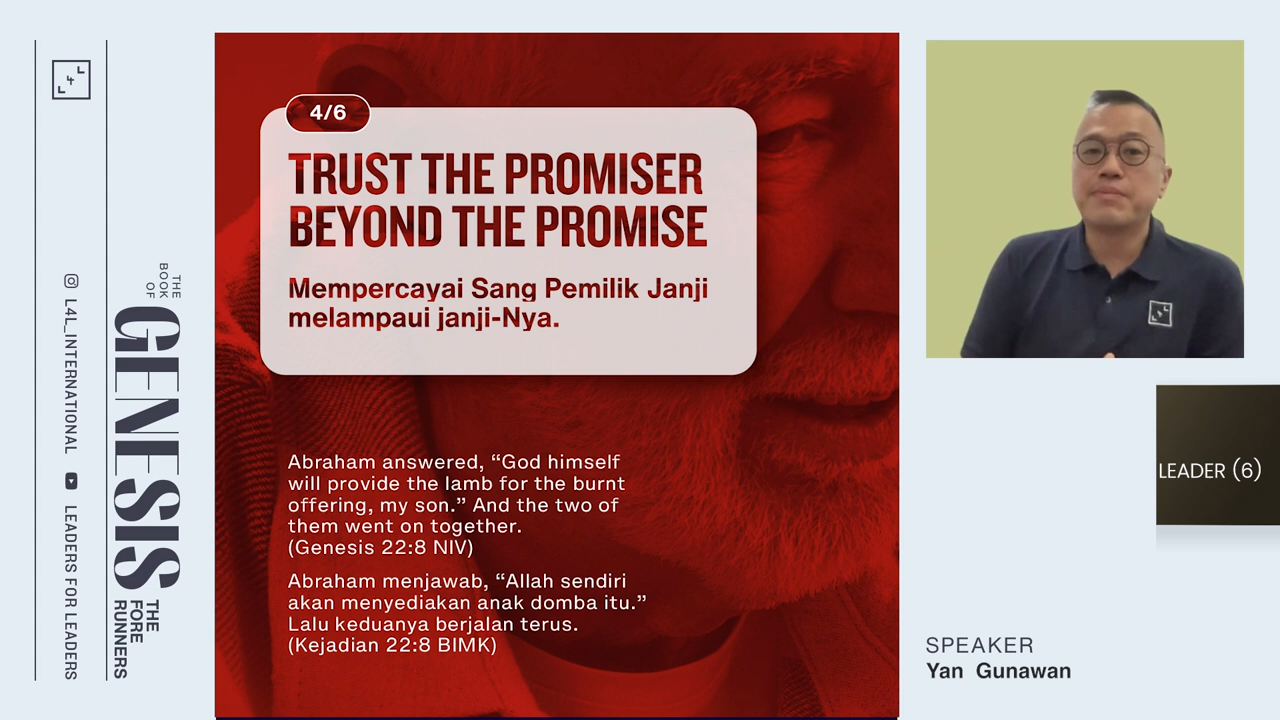 THE
BOOK
OF
GENESIS
THE
FORE
RUNNERS
L4L_INTERNATIONAL
LEADERS FOR LEADERS
4/6
TRUST THE PROMISER
BEYOND THE PROMISE
Mempercayai Sang Pemilik Janji
melampaui janji-Nya.
Abraham answered, “God himself
will provide the lamb for the burnt
offering, my son.” And the two of
them went on together.
(Genesis 22:8 NIV)
Abraham menjawab, “Allah sendiri
akan menyediakan anak domba itu.”
Lalu keduanya berjalan terus.
(Kejadian 22:8 BIMK)
LEADER (6)
SPEAKER
Yan Gunawan